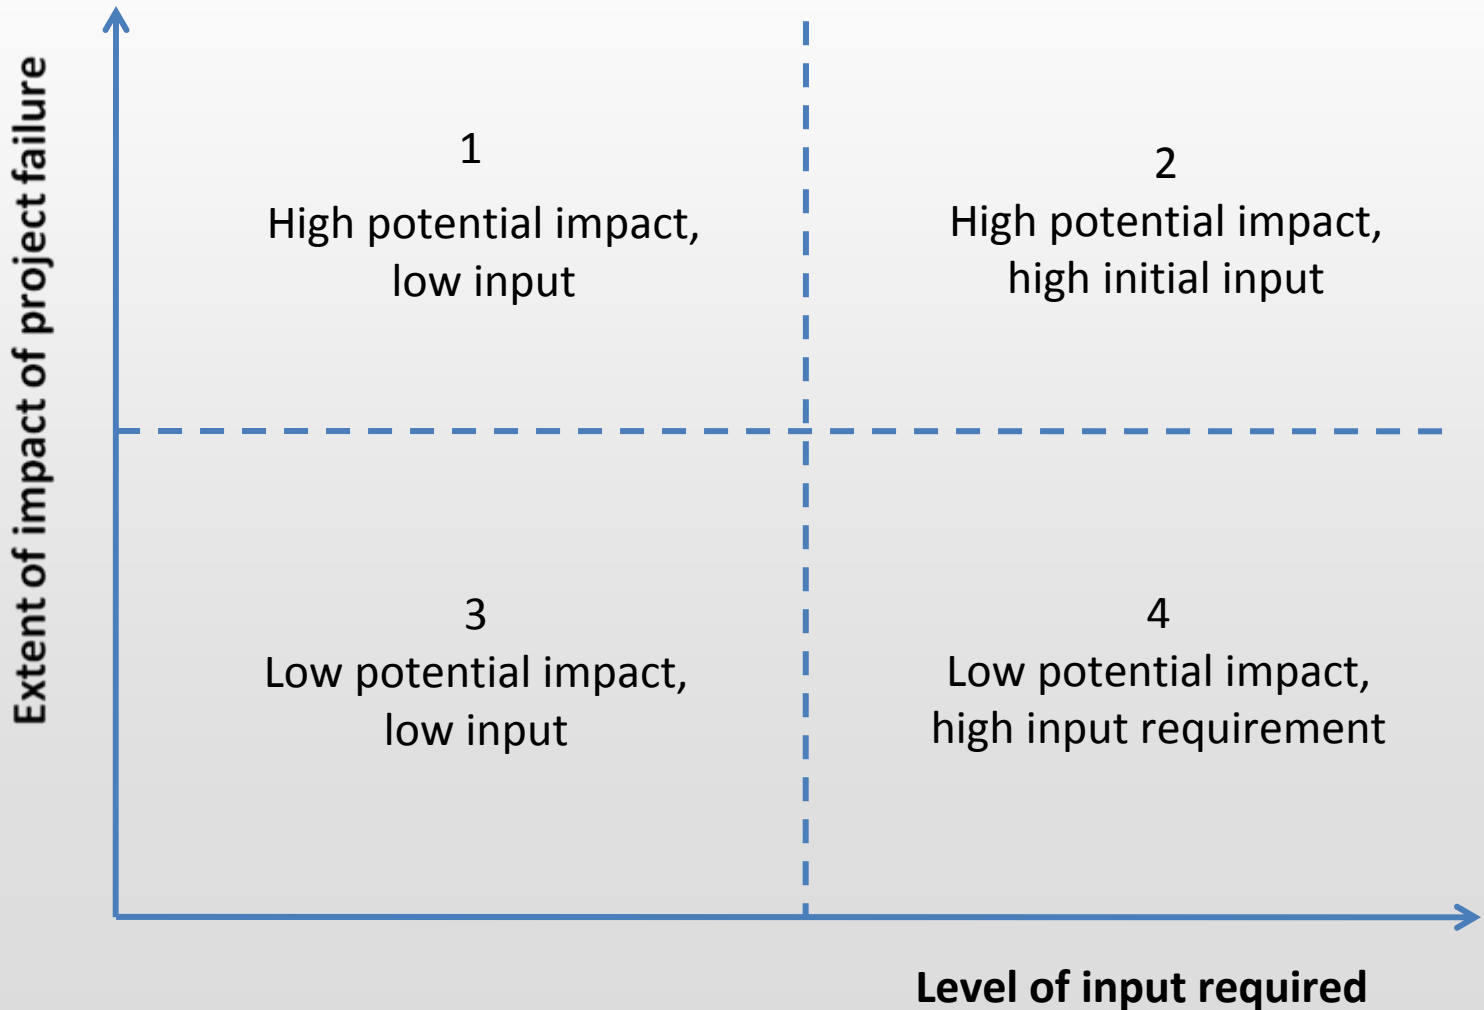 Extent of impact of project failure
1
High potential impact,
low input
2
High potential impact,
high initial input
3
Low potential impact,
low input
4
Low potential impact,
high input requirement
Level of input required